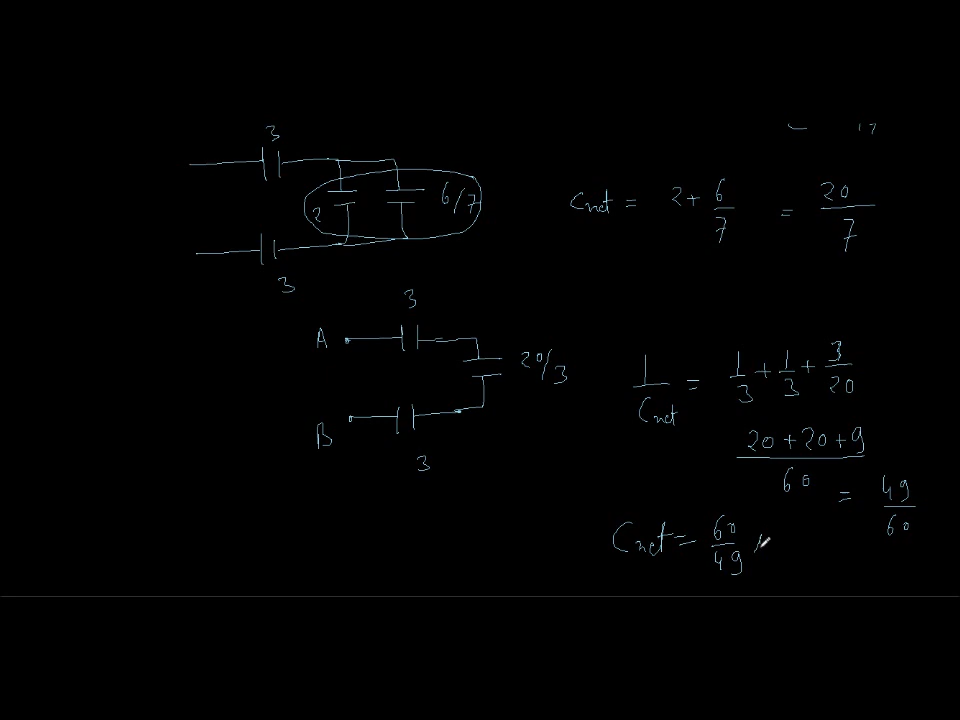 3
2
6/7
3
Cnet = 2 + 6/7 = 20/7
A
3
20/3
B
3
1/Cnet = 1/3 + 1/3 + 3/20
20 + 20 + 9 / 60 = 49/60
Cnet = 60/49